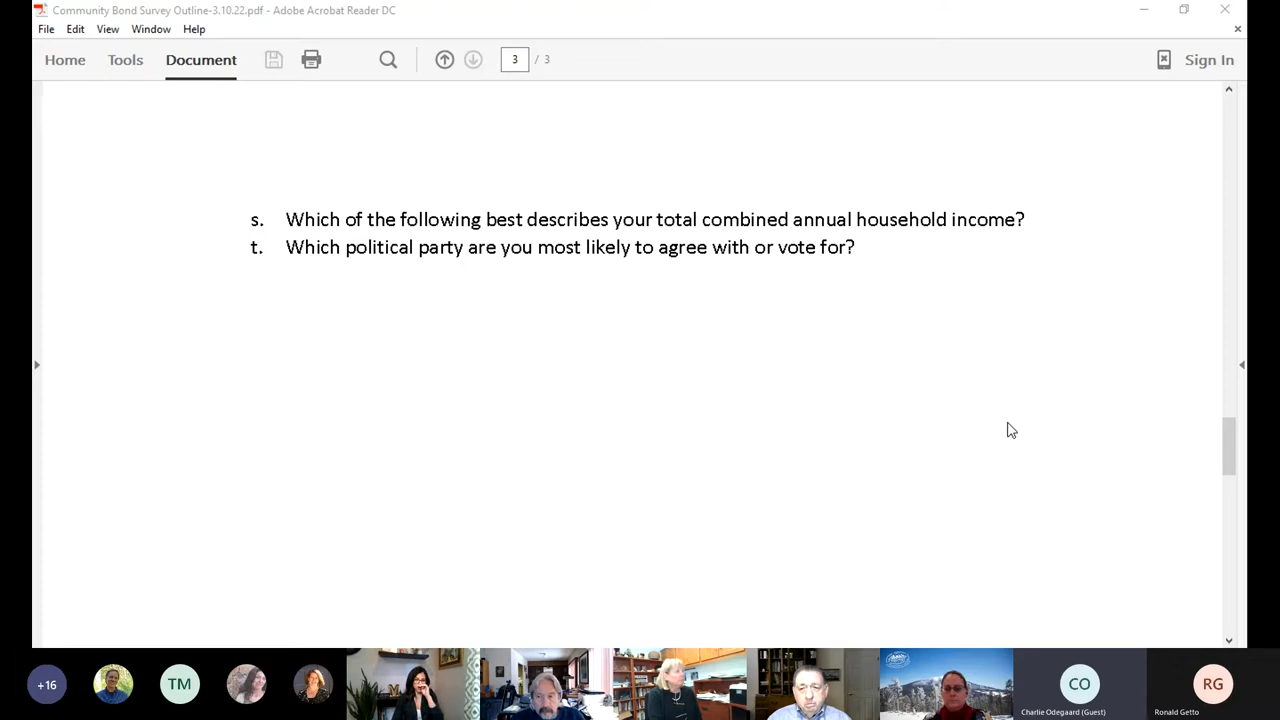 Community Bond Survey Outline-3.10.22.pdf - Adobe Acrobat Reader DC
File Edit View Window Help
Home Tools Document 3 / 3 Sign In
s. Which of the following best describes your total combined annual household income?
t. Which political party are you most likely to agree with or vote for?
+16 TM CO RG
Charlie Odegaard (Guest) Ronald Getto